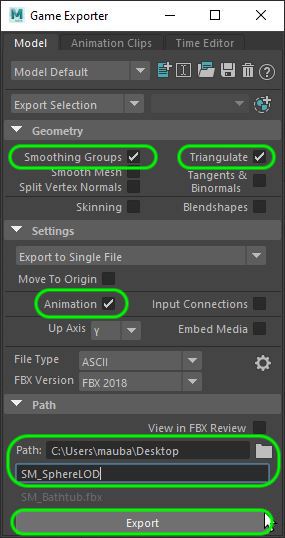 Game Exporter
Model Animation Clips Time Editor
Model Default
Export Selection
Geometry
Smoothing Groups Triangulate
Smooth Mesh Tangents &
Split Vertex Normals Binormals
Skinning Blendshapes
Settings
Export to Single File
Move To Origin
Animation Input Connections
Up Axis Y Embed Media
File Type ASCII
FBX Version FBX 2018
Path
View in FBX Review
Path: C:\Users\mauba\Desktop
SM_SphereLOD
SM_Bathtub.fbx
Export